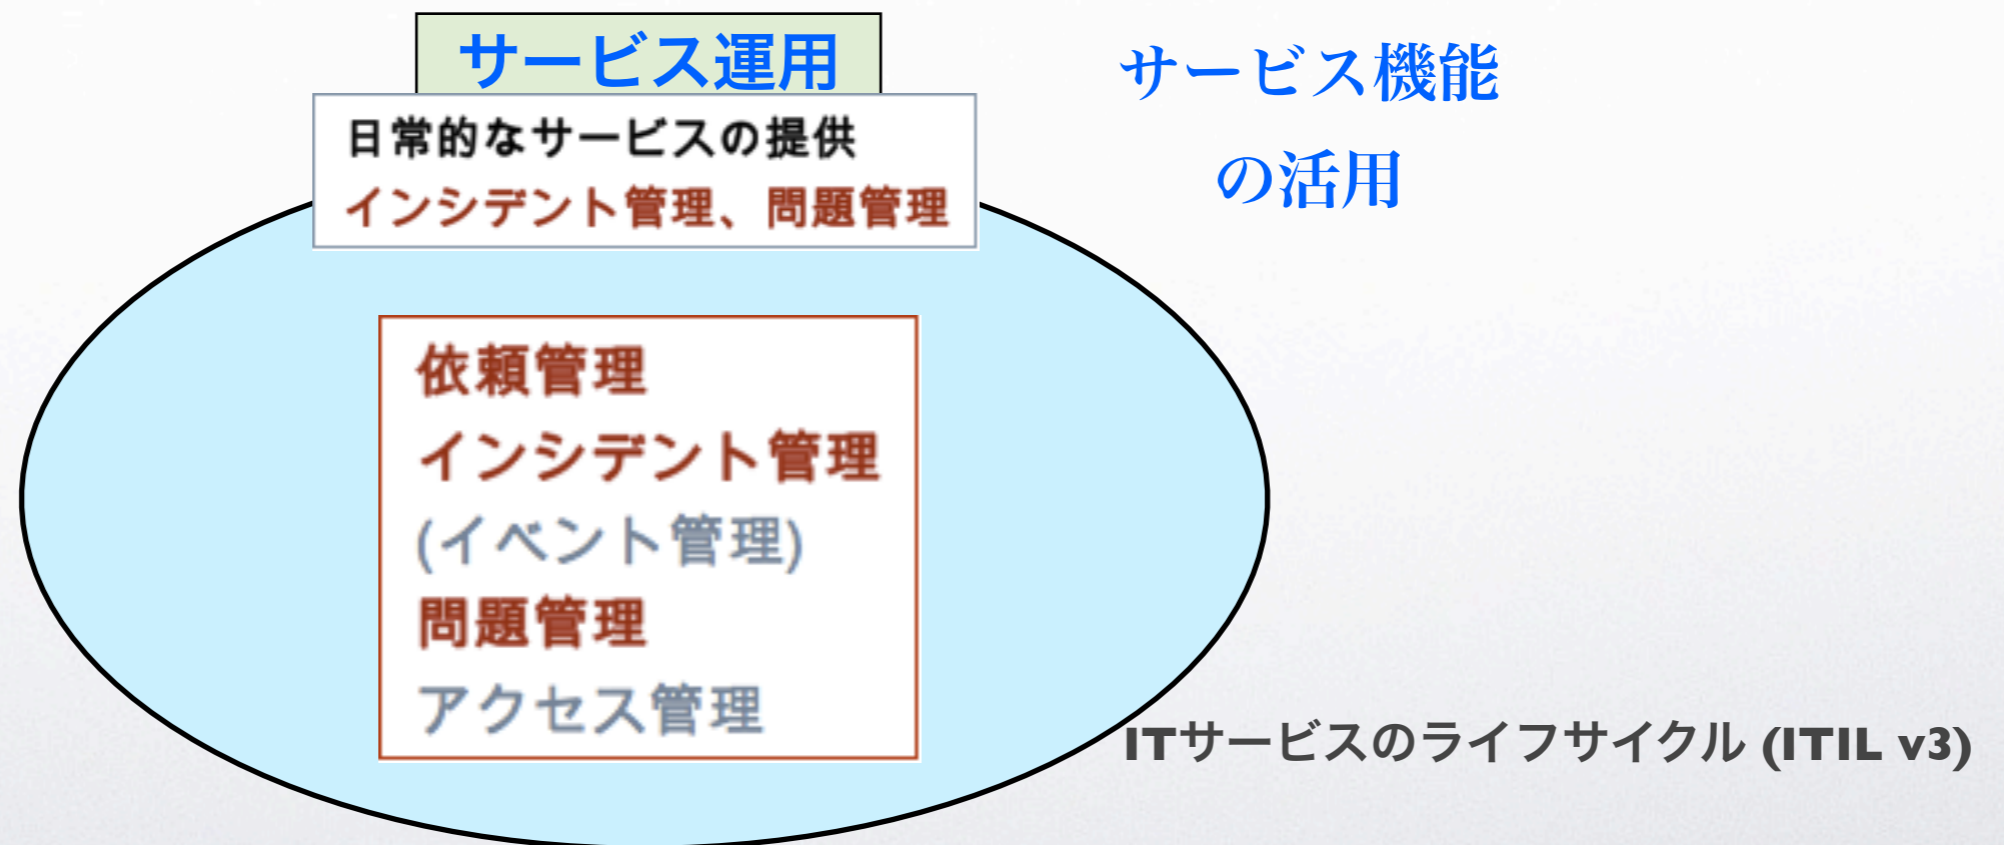 サービス運用
日常的なサービスの提供
インシデント管理、問題管理
サービス機能
の活用
依頼管理
インシデント管理
(イベント管理)
問題管理
アクセス管理
ITサービスのライフサイクル (ITIL v3)